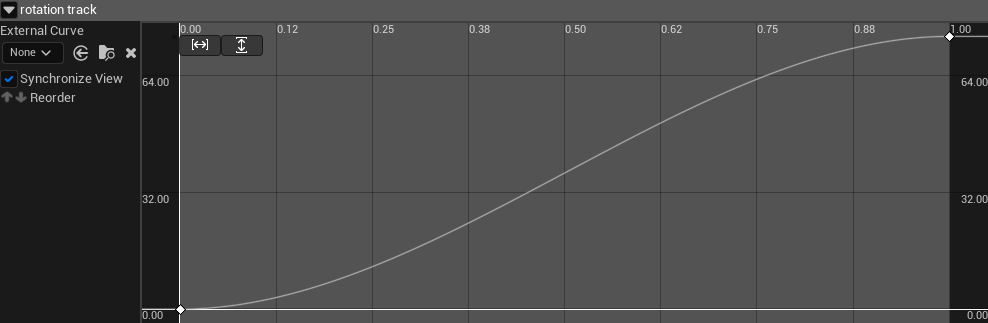 rotation track
External Curve
None
Synchronize View
Reorder
0.00 0.12 0.25 0.38 0.50 0.62 0.75 0.88 1.00
64.00 64.00
32.00 32.00
0.00 0.00